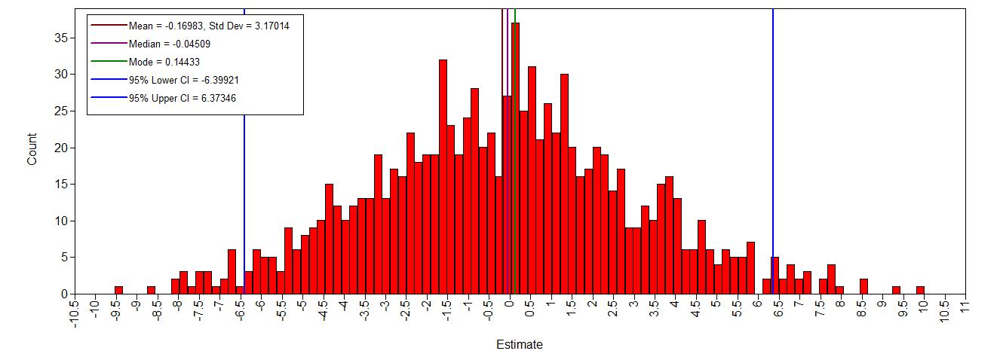 Mean = -0.16983, Std Dev = 3.17014
Median = -0.04509
Mode = 0.14433
95% Lower CI = -6.39921
95% Upper CI = 6.37346
Count
35
30
25
20
15
10
5
0
-10.5 -10 -9.5 -9 -8.5 -8 -7.5 -7 -6.5 -6 -5.5 -5 -4.5 -4 -3.5 -3 -2.5 -2 -1.5 -1 -0.5 0 0.5 1 1.5 2 2.5 3 3.5 4 4.5 5 5.5 6 6.5 7 7.5 8 8.5 9 9.5 10 10.5 11
Estimate